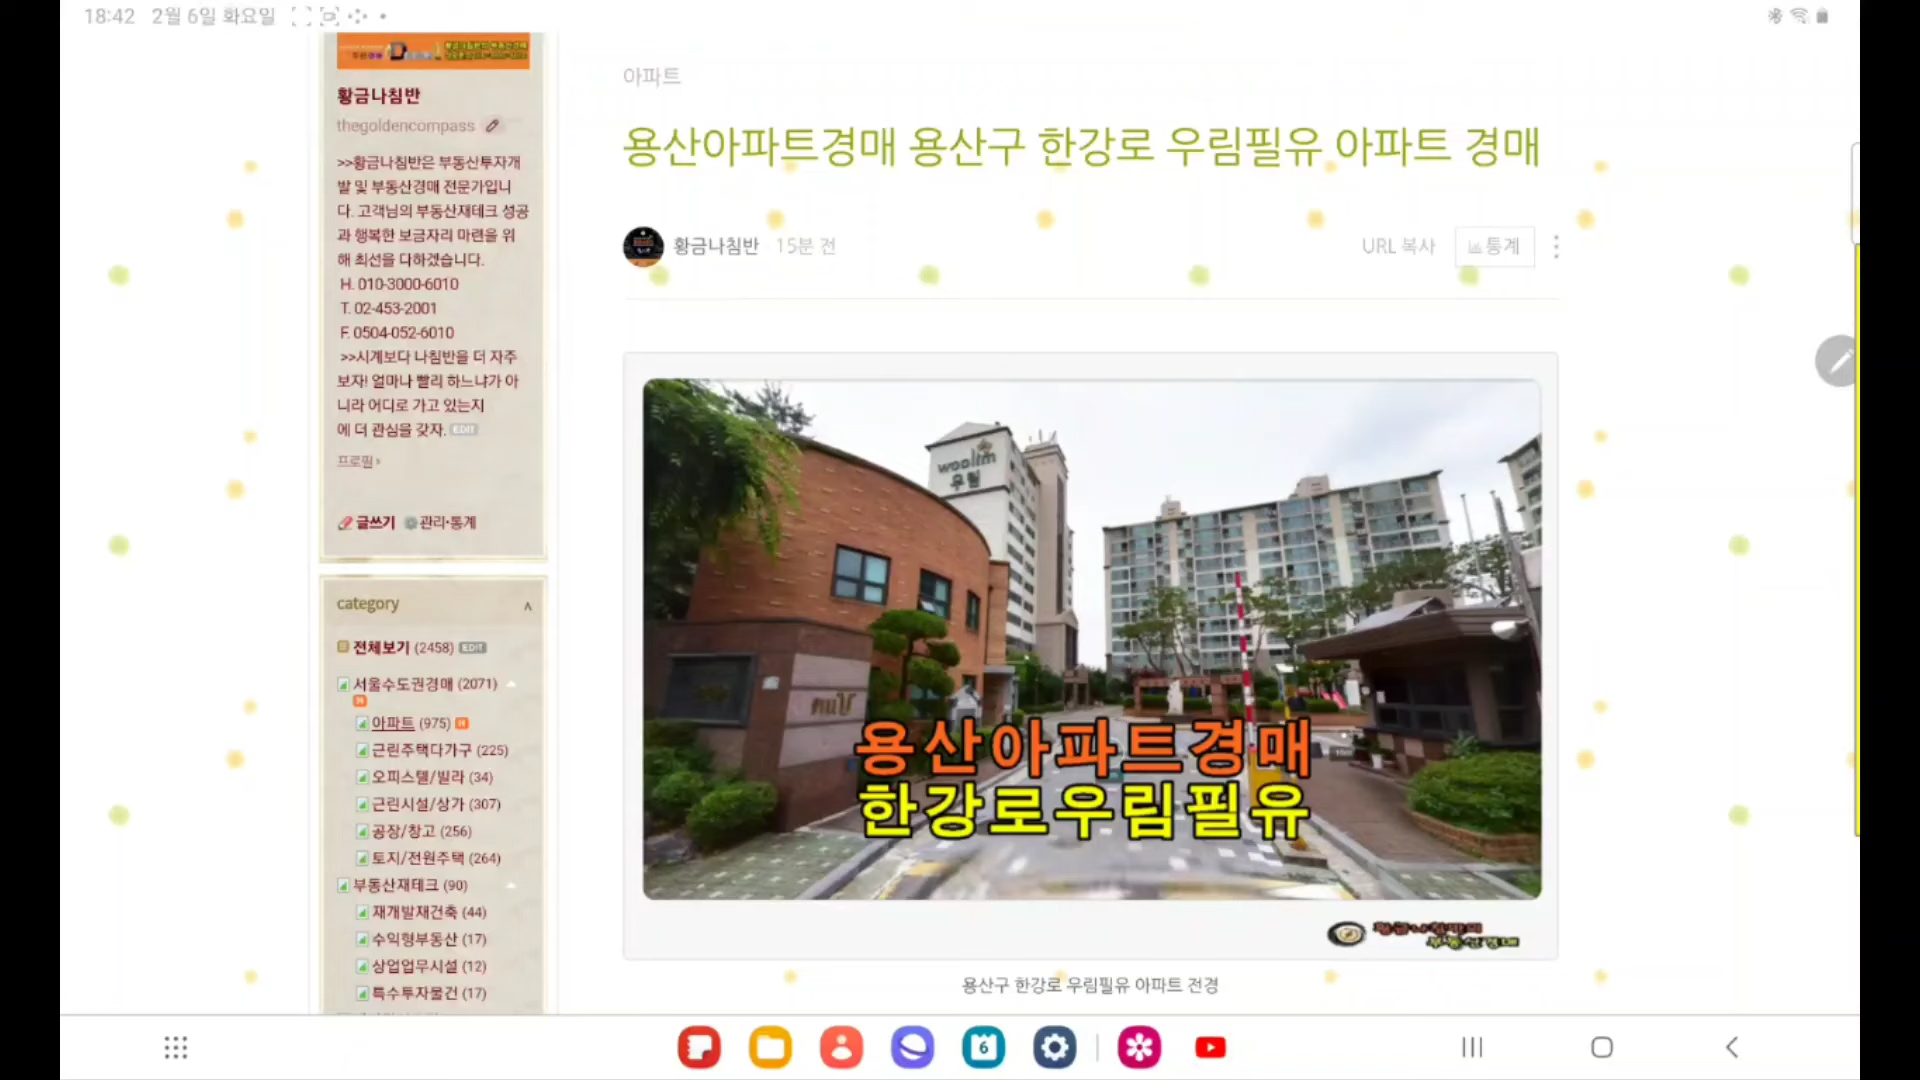 18:42 2월 6일 화요일
황금나침반
thegoldencompass
>>황금나침반은 부동산투자개
발 및 부동산경매 전문가입니
다. 고객님의 부동산재테크 성공
과 행복한 보금자리 마련을 위
해 최선을 다하겠습니다.
H. 010-3000-6010
T. 02-453-2001
F. 0504-052-6010
>>시계보다 나침반을 더 자주
보자! 얼마나 빨리 하느냐가 아
니라 어디로 가고 있는지
에 더 관심을 갖자. EDIT
프로필
글쓰기 관리·통계
category
전체보기 (2458) EDIT
서울수도권경매 (2071)
N
아파트 (975) N
근린주택다가구 (225)
오피스텔/빌라 (34)
근린시설/상가 (307)
공장/창고 (256)
토지/전원주택 (264)
부동산재테크 (90)
재개발재건축 (44)
수익형부동산 (17)
상업업무시설 (12)
특수투자물건 (17)
아파트
용산아파트경매 용산구 한강로 우림필유 아파트 경매
황금나침반 15분 전
URL 복사 통계
woolim
우림
용산아파트경매
한강로우림필유
황금나침반의
부동산경매
용산구 한강로 우림필유 아파트 전경
6